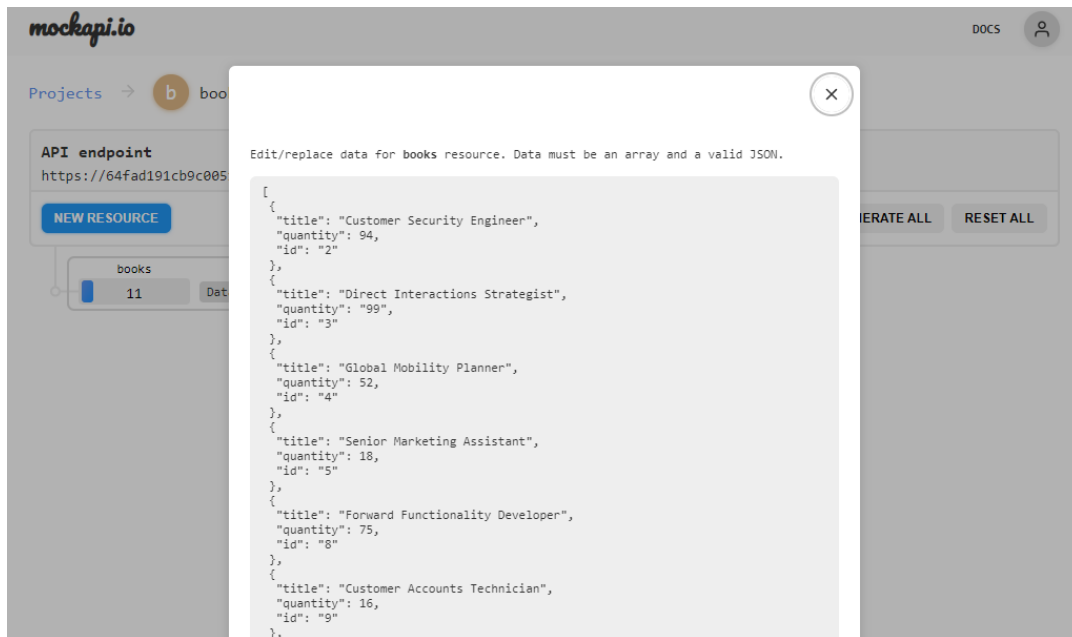 mockapi.io
DOCS
Projects → b boo
API endpoint
https://64fad191cb9c005
NEW RESOURCE
ERATE ALL
RESET ALL
books
11
Dat
Edit/replace data for books resource. Data must be an array and a valid JSON.
[
{
"title": "Customer Security Engineer",
"quantity": 94,
"id": "2"
},
{
"title": "Direct Interactions Strategist",
"quantity": "99",
"id": "3"
},
{
"title": "Global Mobility Planner",
"quantity": 52,
"id": "4"
},
{
"title": "Senior Marketing Assistant",
"quantity": 18,
"id": "5"
},
{
"title": "Forward Functionality Developer",
"quantity": 75,
"id": "8"
},
{
"title": "Customer Accounts Technician",
"quantity": 16,
"id": "9"
},